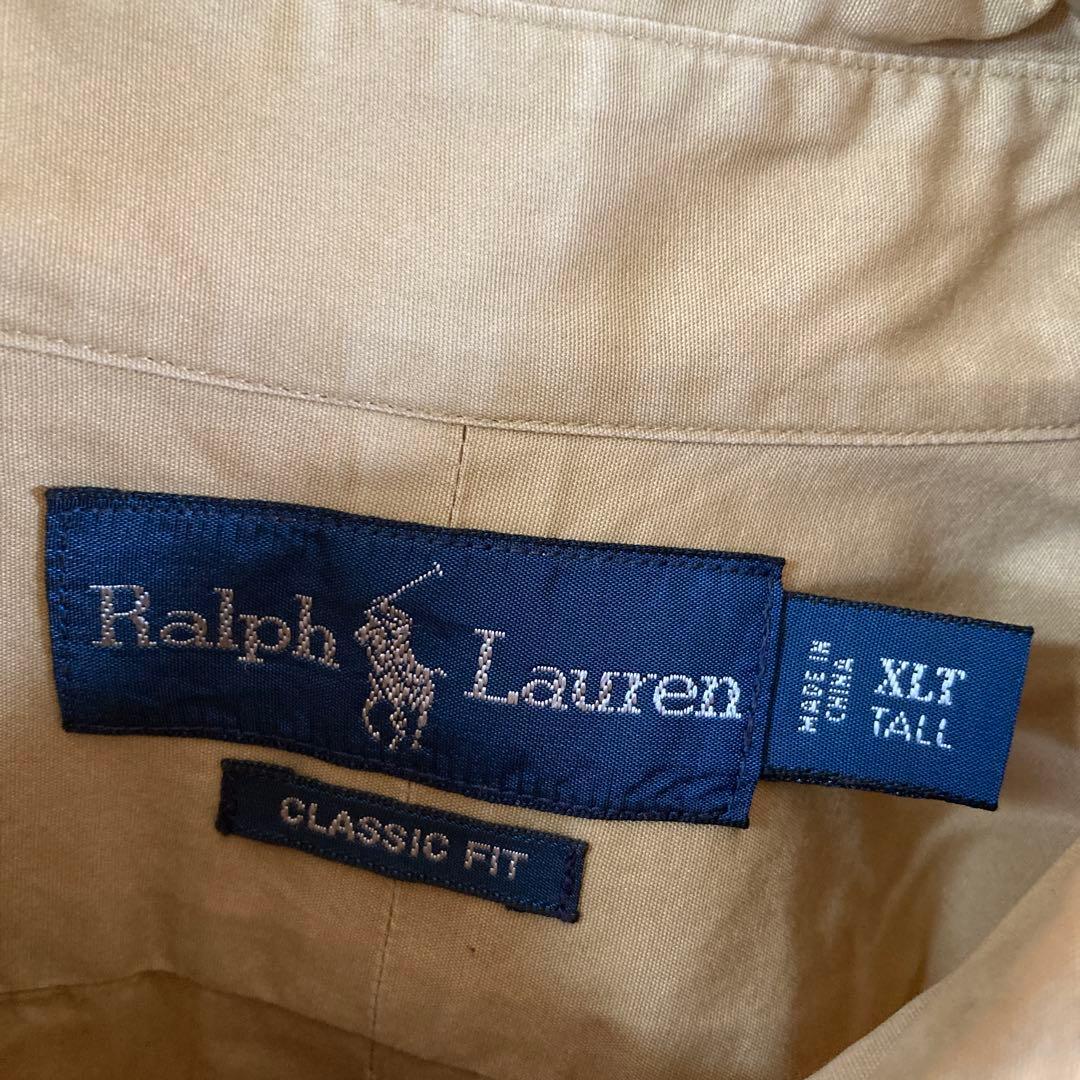 Ralph Lauren
MADE IN
CHINA
XLT
TALL
CLASSIC FIT